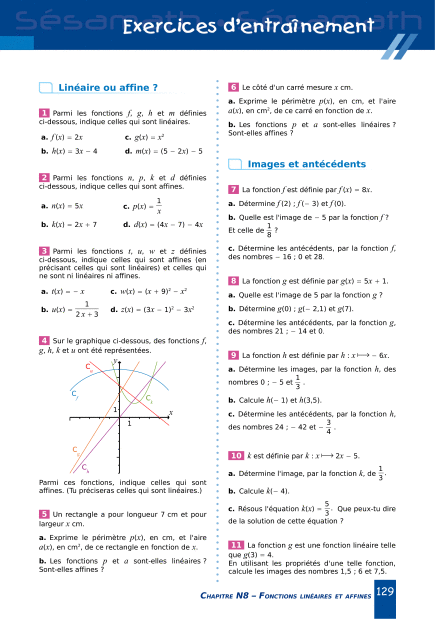 Sésamath Sésamath
Exercices d'entraînement
Linéaire ou affine ?
1 Parmi les fonctions f, g, h et m définies
ci-dessous, indique celles qui sont linéaires.
a. f(x) = 2x c. g(x) = x²
b. h(x) = 3x − 4 d. m(x) = (5 − 2x) − 5
2 Parmi les fonctions n, p, k et d définies
ci-dessous, indique celles qui sont affines.
a. n(x) = 5x c. p(x) = 1/x
b. k(x) = 2x + 7 d. d(x) = (4x − 7) − 4x
3 Parmi les fonctions t, u, w et z définies
ci-dessous, indique celles qui sont affines (en
précisant celles qui sont linéaires) et celles qui
ne sont ni linéaires ni affines.
a. t(x) = − x c. w(x) = (x + 9)² − x²
b. u(x) = 1/(2x + 3) d. z(x) = (3x − 1)² − 3x²
4 Sur le graphique ci-dessous, des fonctions f,
g, h, k et u ont été représentées.
y
x
1
1
Cf
Ck
Parmi ces fonctions, indique celles qui sont
affines. (Tu préciseras celles qui sont linéaires.)
5 Un rectangle a pour longueur 7 cm et pour
largeur x cm.
a. Exprime le périmètre p(x), en cm, et l'aire
a(x), en cm², de ce rectangle en fonction de x.
b. Les fonctions p et a sont-elles linéaires ?
Sont-elles affines ?
6 Le côté d'un carré mesure x cm.
a. Exprime le périmètre p(x), en cm, et l'aire
a(x), en cm², de ce carré en fonction de x.
b. Les fonctions p et a sont-elles linéaires ?
Sont-elles affines ?
Images et antécédents
7 La fonction f est définie par f(x) = 8x.
a. Détermine f(2) ; f(− 3) et f(0).
b. Quelle est l'image de − 5 par la fonction f ?
Et celle de 1/8 ?
c. Détermine les antécédents, par la fonction f,
des nombres − 16 ; 0 et 28.
8 La fonction g est définie par g(x) = 5x + 1.
a. Quelle est l'image de 5 par la fonction g ?
b. Détermine g(0) ; g(− 2,1) et g(7).
c. Détermine les antécédents, par la fonction g,
des nombres 21 ; − 14 et 0.
9 La fonction h est définie par h : x ⟼ − 6x.
a. Détermine les images, par la fonction h, des
nombres 0 ; − 5 et 1/3.
b. Calcule h(− 1) et h(3,5).
c. Détermine les antécédents, par la fonction h,
des nombres 24 ; − 42 et − 3/4.
10 k est définie par k : x ⟼ 2x − 5.
a. Détermine l'image, par la fonction k, de 1/3.
b. Calcule k(− 4).
c. Résous l'équation k(x) = 5/3. Que peux-tu dire
de la solution de cette équation ?
11 La fonction g est une fonction linéaire telle
que g(3) = 4.
En utilisant les propriétés d'une telle fonction,
calcule les images des nombres 1,5 ; 6 et 7,5.
Chapitre N8 – Fonctions linéaires et affines 129